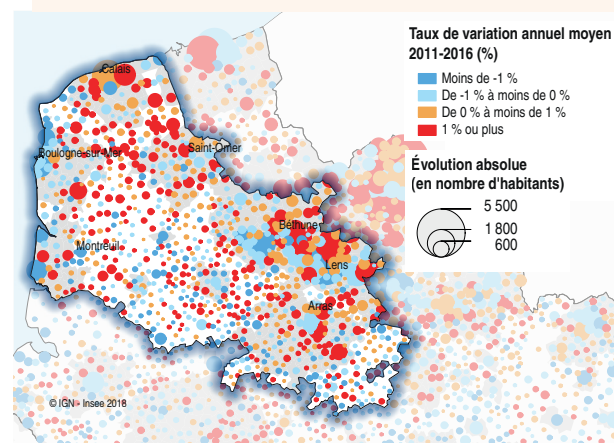 Taux de variation annuel moyen
2011-2016 (%)
Moins de -1 %
De -1 % à moins de 0 %
De 0 % à moins de 1 %
1 % ou plus
Évolution absolue
(en nombre d'habitants)
5 500
1 800
600
Calais
Boulogne-sur-Mer
Saint-Omer
Béthune
Montreuil
Lens
Arras
© IGN - Insee 2018